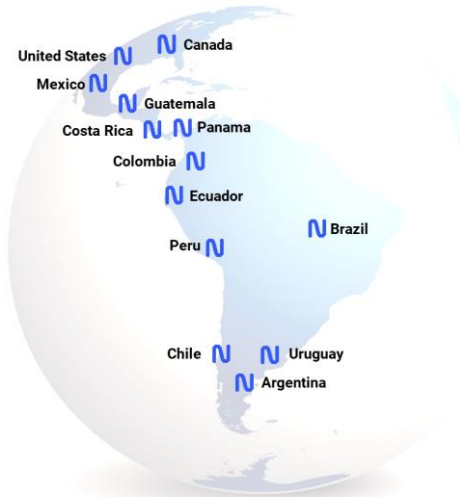 Canada
United States
Mexico
Guatemala
Costa Rica
Panama
Colombia
Ecuador
Brazil
Peru
Chile
Uruguay
Argentina